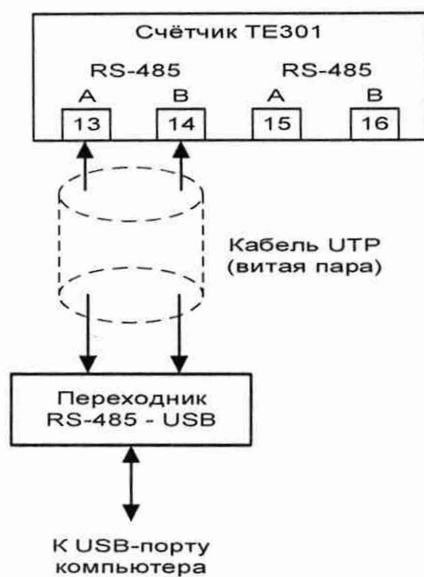 Счётчик TE301
RS-485 RS-485
A B A B
13 14 15 16
Кабель UTP
(витая пара)
Переходник
RS-485 - USB
К USB-порту
компьютера